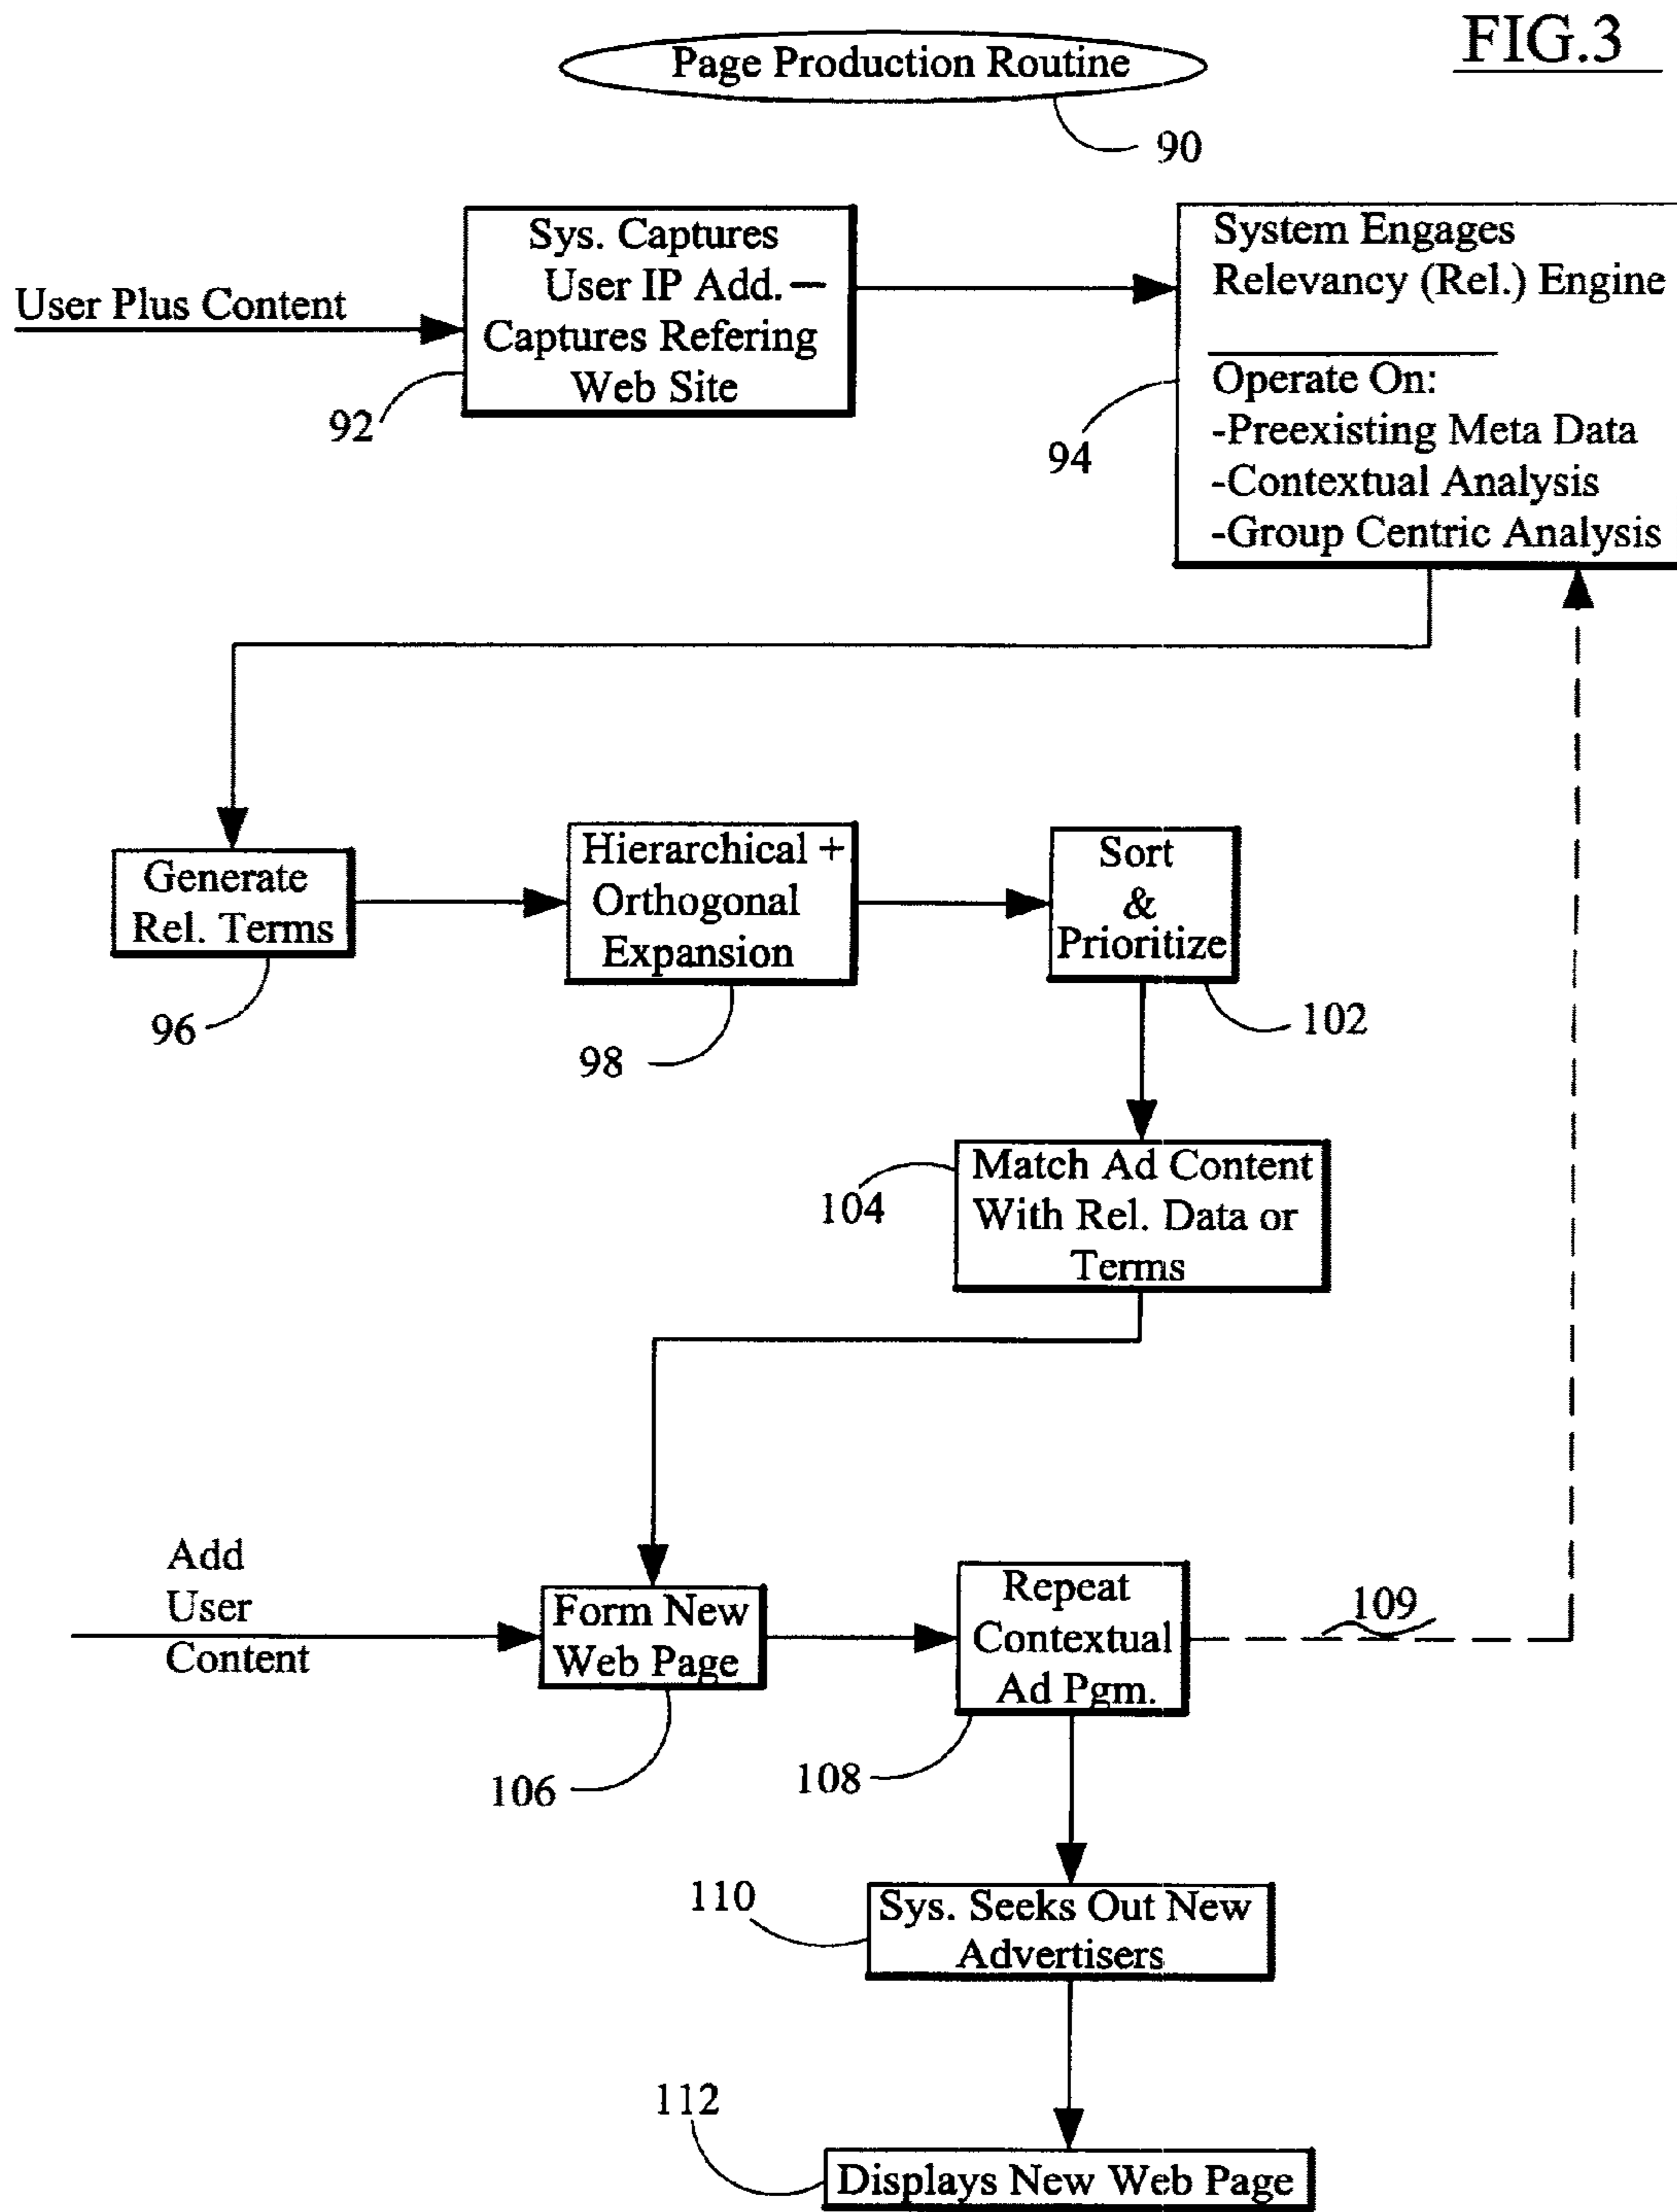 FIG.3
Page Production Routine
90
Sys. Captures
User IP Add. —
Captures Refering
Web Site
92
User Plus Content
System Engages
Relevancy (Rel.) Engine
Operate On:
-Preexisting Meta Data
-Contextual Analysis
-Group Centric Analysis
94
Generate
Rel. Terms
96
Hierarchical +
Orthogonal
Expansion
98
Sort
&
Prioritize
102
Match Ad Content
With Rel. Data or
Terms
104
Add
User
Content
Form New
Web Page
106
Repeat
Contextual
Ad Pgm.
108
109
Sys. Seeks Out New
Advertisers
110
Displays New Web Page
112